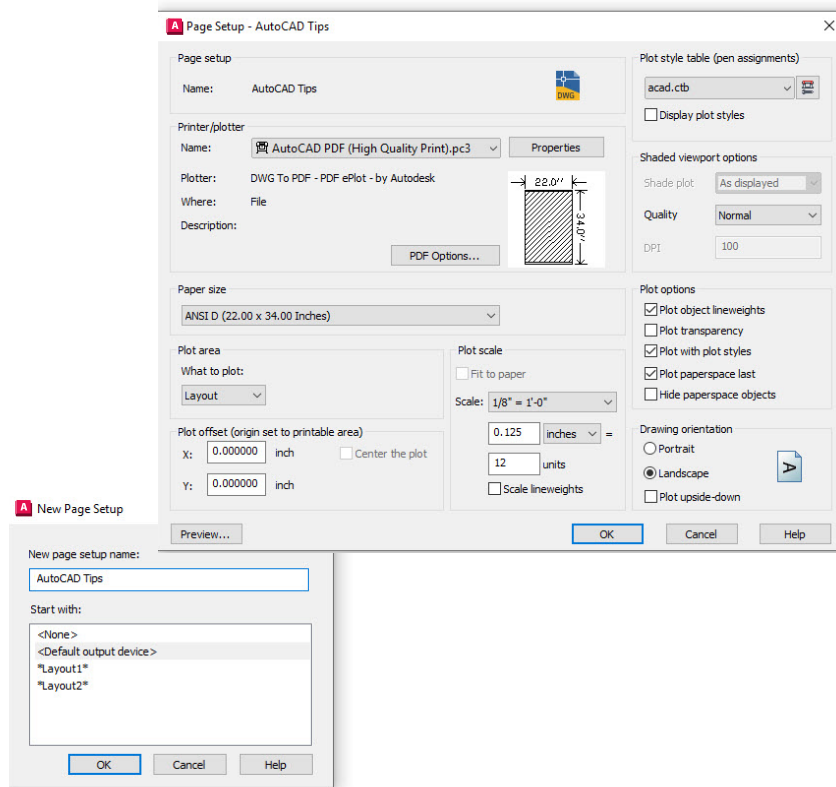 Page Setup - AutoCAD Tips
Page setup
Name: AutoCAD Tips
DWG
Printer/plotter
Name: AutoCAD PDF (High Quality Print).pc3 Properties
Plotter: DWG To PDF - PDF ePlot - by Autodesk
Where: File
Description:
22.0''
34.0''
PDF Options...
Paper size
ANSI D (22.00 x 34.00 Inches)
Plot area
What to plot:
Layout
Plot offset (origin set to printable area)
X: 0.000000 inch Center the plot
Y: 0.000000 inch
Plot scale
Fit to paper
Scale: 1/8" = 1'-0"
0.125 inches =
12 units
Scale lineweights
Plot style table (pen assignments)
acad.ctb
Display plot styles
Shaded viewport options
Shade plot As displayed
Quality Normal
DPI 100
Plot options
Plot object lineweights
Plot transparency
Plot with plot styles
Plot paperspace last
Hide paperspace objects
Drawing orientation
Portrait
Landscape
A
Plot upside-down
Preview... OK Cancel Help
A New Page Setup
New page setup name:
AutoCAD Tips
Start with:
<None>
<Default output device>
*Layout1*
*Layout2*
OK Cancel Help